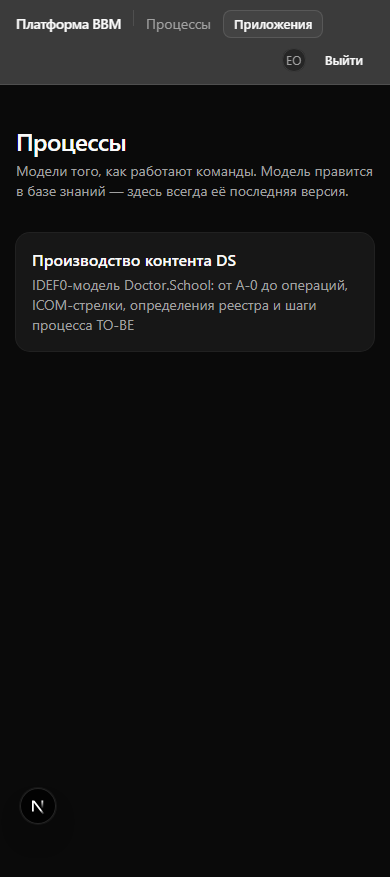 Платформа BBM
Процессы
Приложения
EO
Выйти
Процессы
Модели того, как работают команды. Модель правится
в базе знаний — здесь всегда её последняя версия.
Производство контента DS
IDEF0-модель Doctor.School: от A-0 до операций,
ICOM-стрелки, определения реестра и шаги
процесса TO-BE
N